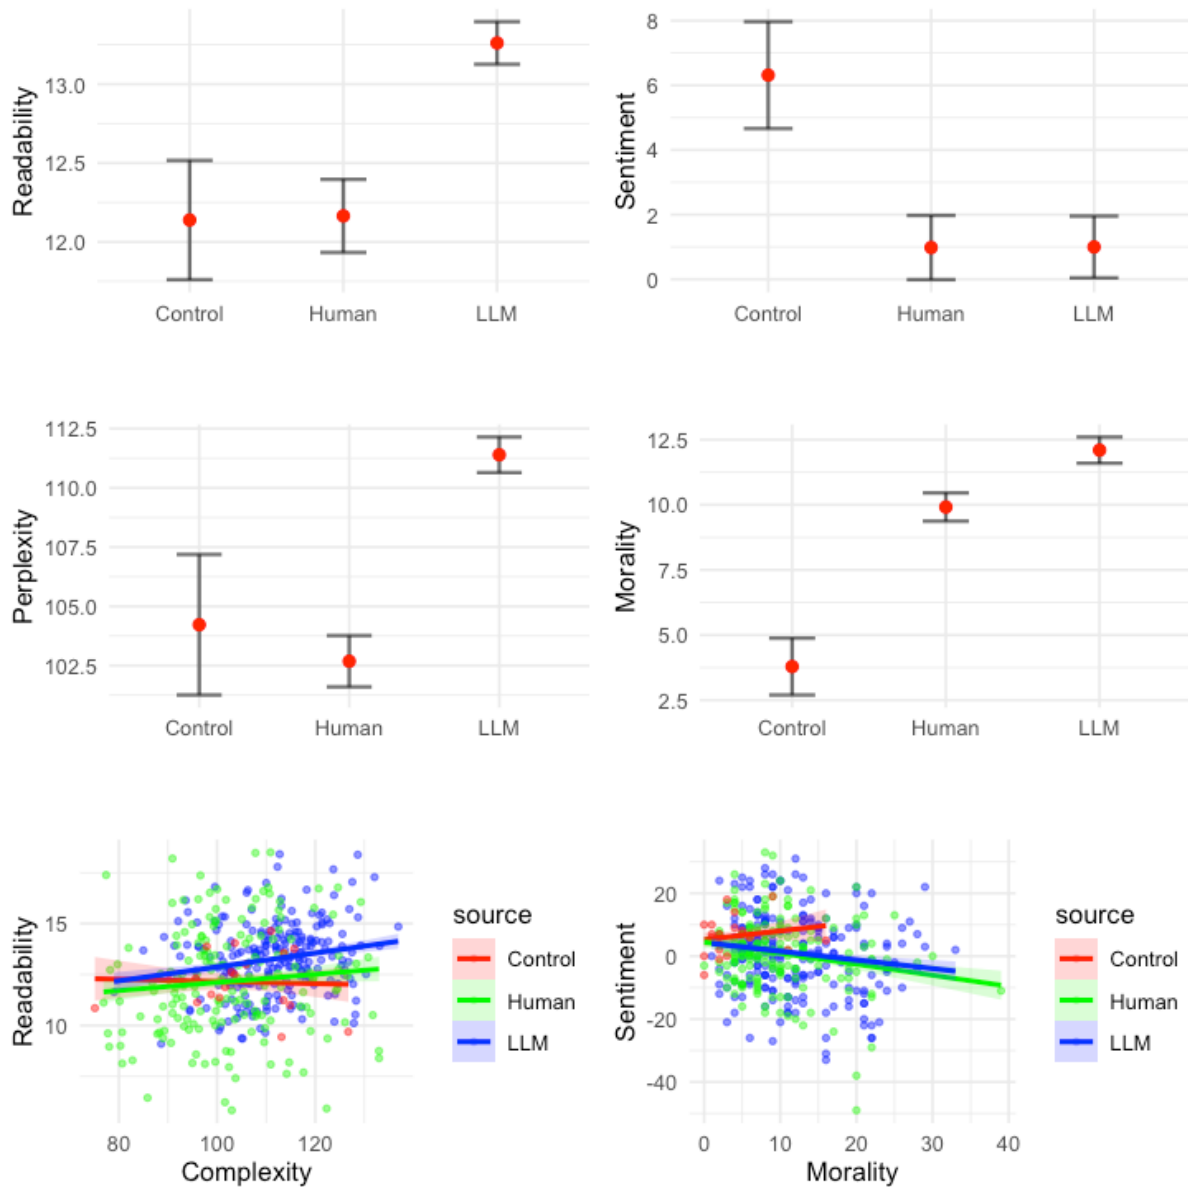 Readability
13.0
12.5
12.0
Control Human LLM
Sentiment
8
6
4
2
0
Control Human LLM
Perplexity
112.5
110.0
107.5
105.0
102.5
Control Human LLM
Morality
12.5
10.0
7.5
5.0
2.5
Control Human LLM
Readability
15
10
80 100 120
Complexity
source
Control
Human
LLM
Sentiment
20
0
-20
-40
0 10 20 30 40
Morality
source
Control
Human
LLM